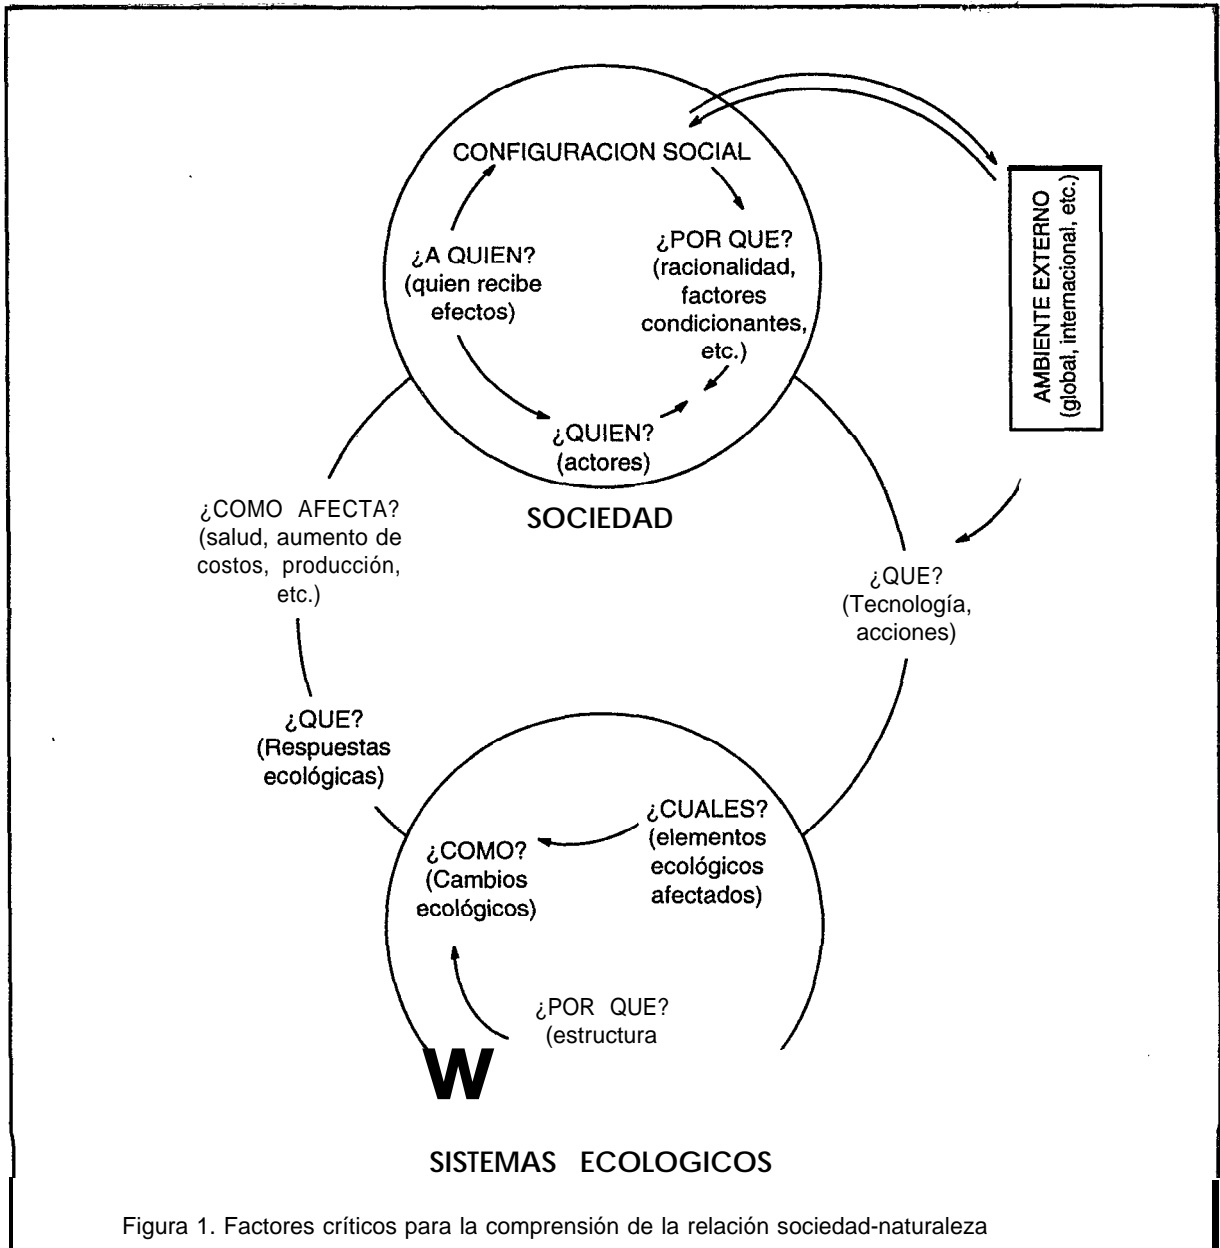 CONFIGURACION SOCIAL
¿A QUIEN?
(quien recibe
efectos)
¿POR QUE?
(racionalidad,
factores
condicionantes,
etc.)
¿QUIEN?
(actores)
SOCIEDAD
AMBIENTE EXTERNO
(global, internacional, etc.)
¿COMO AFECTA?
(salud, aumento de
costos, producción,
etc.)
¿QUE?
(Tecnología,
acciones)
¿QUE?
(Respuestas
ecológicas)
¿CUALES?
(elementos
ecológicos
afectados)
¿COMO?
(Cambios
ecológicos)
¿POR QUE?
(estructura
W
SISTEMAS ECOLOGICOS
Figura 1. Factores críticos para la comprensión de la relación sociedad-naturaleza